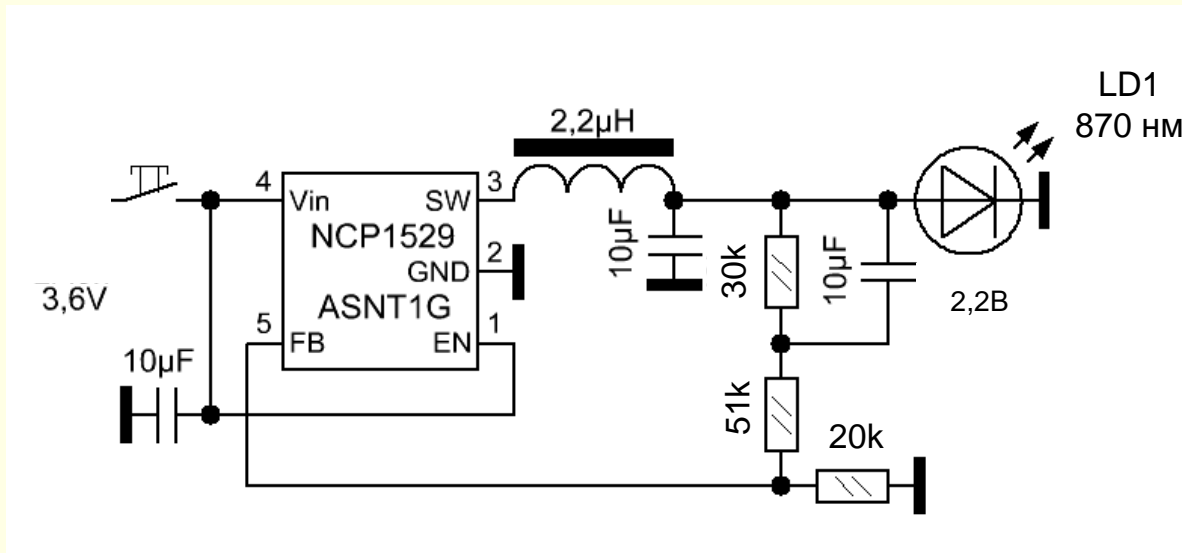 LD1
870 нм
2,2µH
4
Vin
SW
3
NCP1529
10µF
30k
10µF
GND
2
3,6V
ASNT1G
2,2В
5
FB
EN
1
10µF
51k
20k